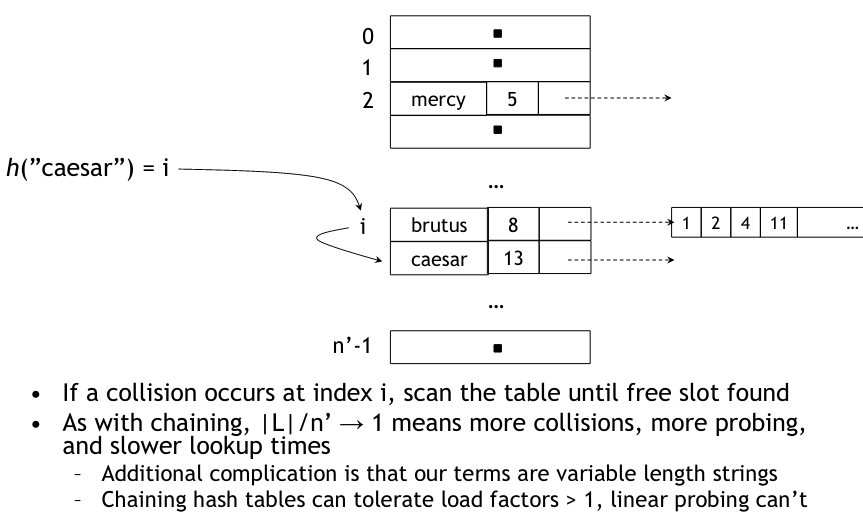 0
1
2 mercy 5
h(”caesar”) = i
...
i brutus 8 1 2 4 11 ...
caesar 13
...
n’-1
• If a collision occurs at index i, scan the table until free slot found
• As with chaining, |L|/n’ → 1 means more collisions, more probing,
and slower lookup times
- Additional complication is that our terms are variable length strings
- Chaining hash tables can tolerate load factors > 1, linear probing can’t